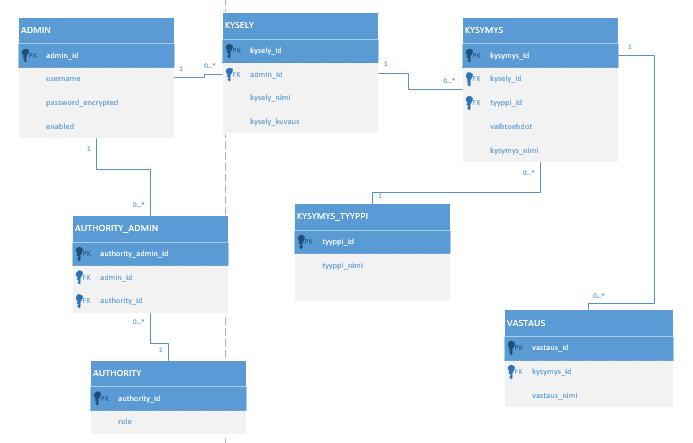 ADMIN
PK admin_id
username
password_encrypted
enabled
1
0...*
KYSELY
PK kysely_id
FK admin_id
kysely_nimi
kysely_kuvaus
1
0...*
KYSYMYS
PK kysymys_id
FK kysely_id
FK tyyppi_id
vaihtoehdot
kysymys_nimi
1
0...*
1
1
0...*
AUTHORITY_ADMIN
PK authority_admin_id
FK admin_id
FK authority_id
0...*
1
KYSYMYS_TYYPPI
PK tyyppi_id
tyyppi_nimi
0...*
VASTAUS
PK vastaus_id
FK kysymys_id
vastaus_nimi
AUTHORITY
PK authority_id
role